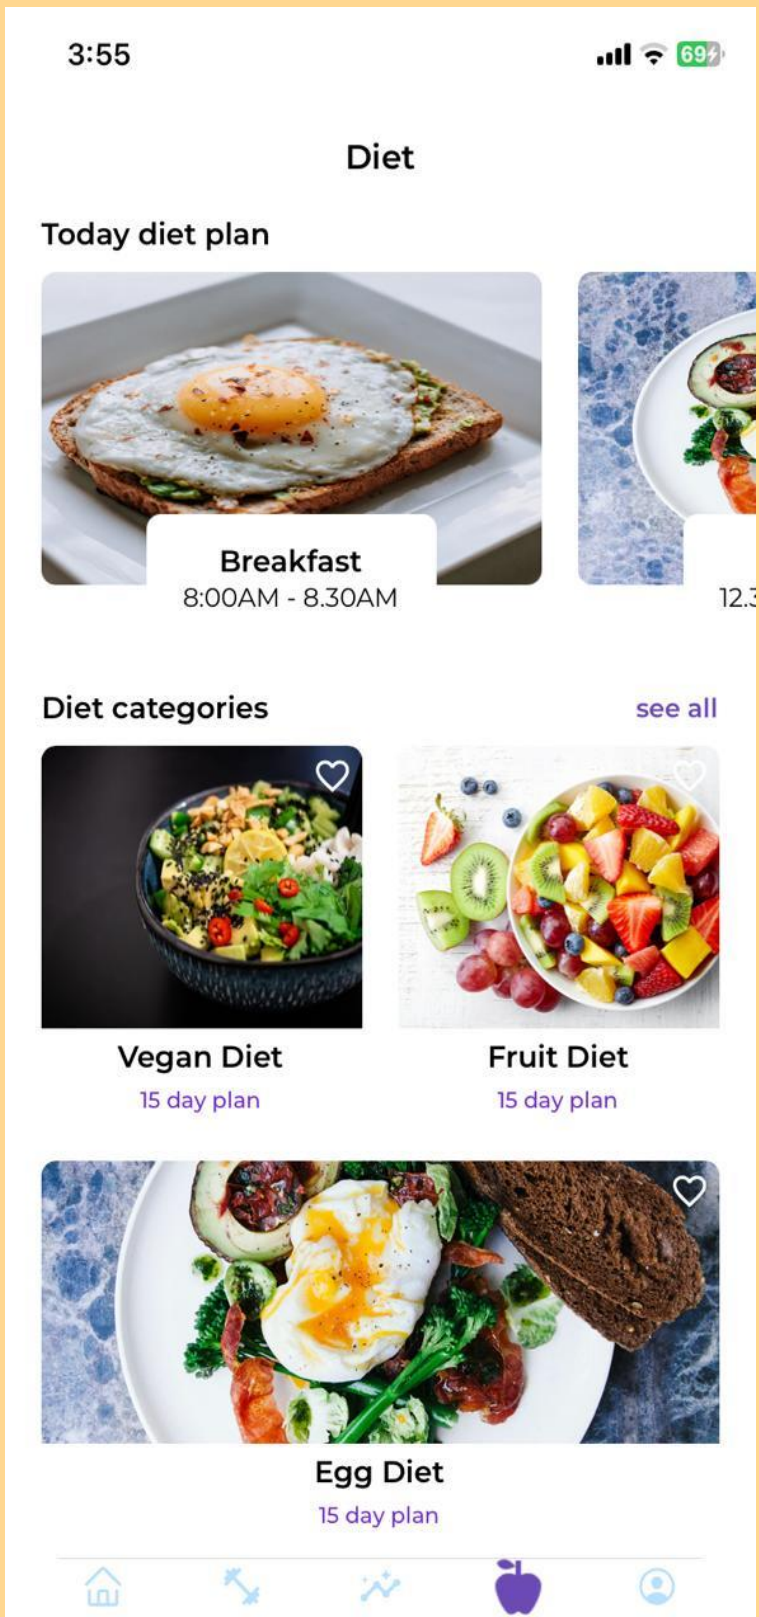 3:55
69
Diet
Today diet plan
Breakfast
8:00AM - 8.30AM
Diet categories
see all
Vegan Diet
15 day plan
Fruit Diet
15 day plan
Egg Diet
15 day plan